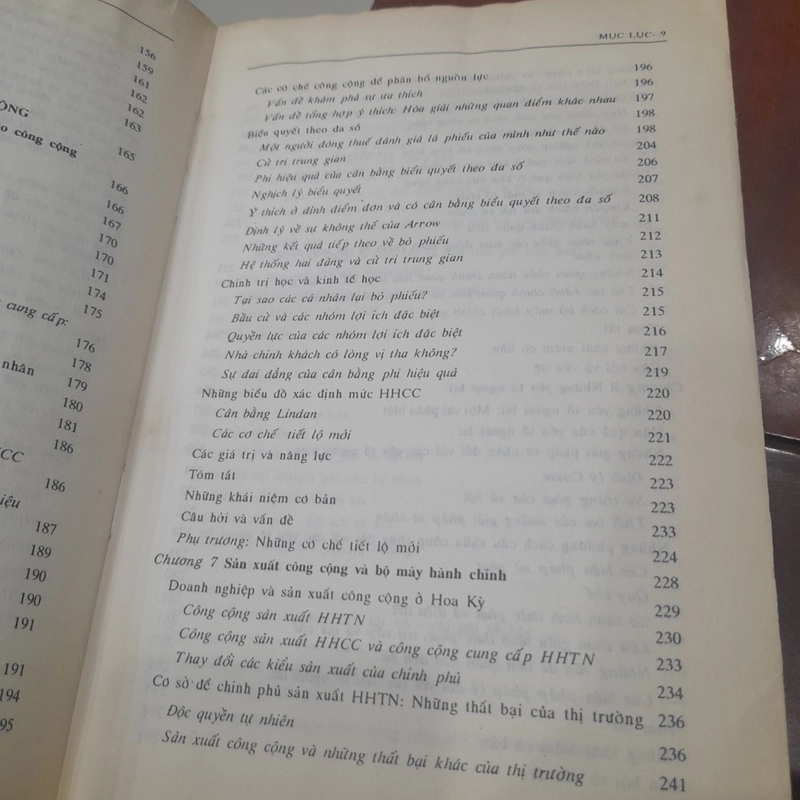 156
159
161
162
162
ỘNG 163
o công cộng
165
166
166
167
170
170
171
174
175
cung cấp:
176
178
nhân 179
180
181
186
CC
186
iệu
187
189
190
190
191
191
194
95
MỤC LỤC- 9
Các cơ chế công cộng để phân bổ nguồn lực 196
Vấn đề khám phá sự ưa thích 196
Vấn đề tổng hợp ý thích: Hòa giải những quan điểm khác nhau 197
Biểu quyết theo đa số 198
Một người đóng thuế đánh giá lá phiếu của mình như thế nào 198
Cử tri trung gian 204
Phi hiệu quả của cân bằng biểu quyết theo đa số 206
Nghịch lý biểu quyết 207
Ý thích ở đỉnh điểm đơn và có cân bằng biểu quyết theo đa số 208
Định lý về sự không thể của Arrow 211
Những kết quả tiếp theo về bỏ phiếu 212
Hệ thống hai đảng và cử tri trung gian 213
Chính trị học và kinh tế học 214
Tại sao các cá nhân lại bỏ phiếu? 215
Bầu cử và các nhóm lợi ích đặc biệt 215
Quyền lực của các nhóm lợi ích đặc biệt 216
Nhà chính khách có lòng vị tha không? 217
Sự dai dẳng của cân bằng phi hiệu quả 219
Những biểu đồ xác định mức HHCC 220
Cân bằng Lindan 220
Các cơ chế tiết lộ mới 221
Các giá trị và năng lực 222
Tóm tắt 223
Những khái niệm cơ bản 223
Câu hỏi và vấn đề 233
Phụ trương: Những cơ chế tiết lộ mới 224
Chương 7 Sản xuất công cộng và bộ máy hành chính 228
Doanh nghiệp và sản xuất công cộng ở Hoa Kỳ 229
Công cộng sản xuất HHTN 230
Công cộng sản xuất HHCC và công cộng cung cấp HHTN 233
Thay đổi các kiểu sản xuất của chính phủ 234
Cơ sở để chính phủ sản xuất HHTN: Những thất bại của thị trường 236
Độc quyền tự nhiên 236
Sản xuất công cộng và những thất bại khác của thị trường 241